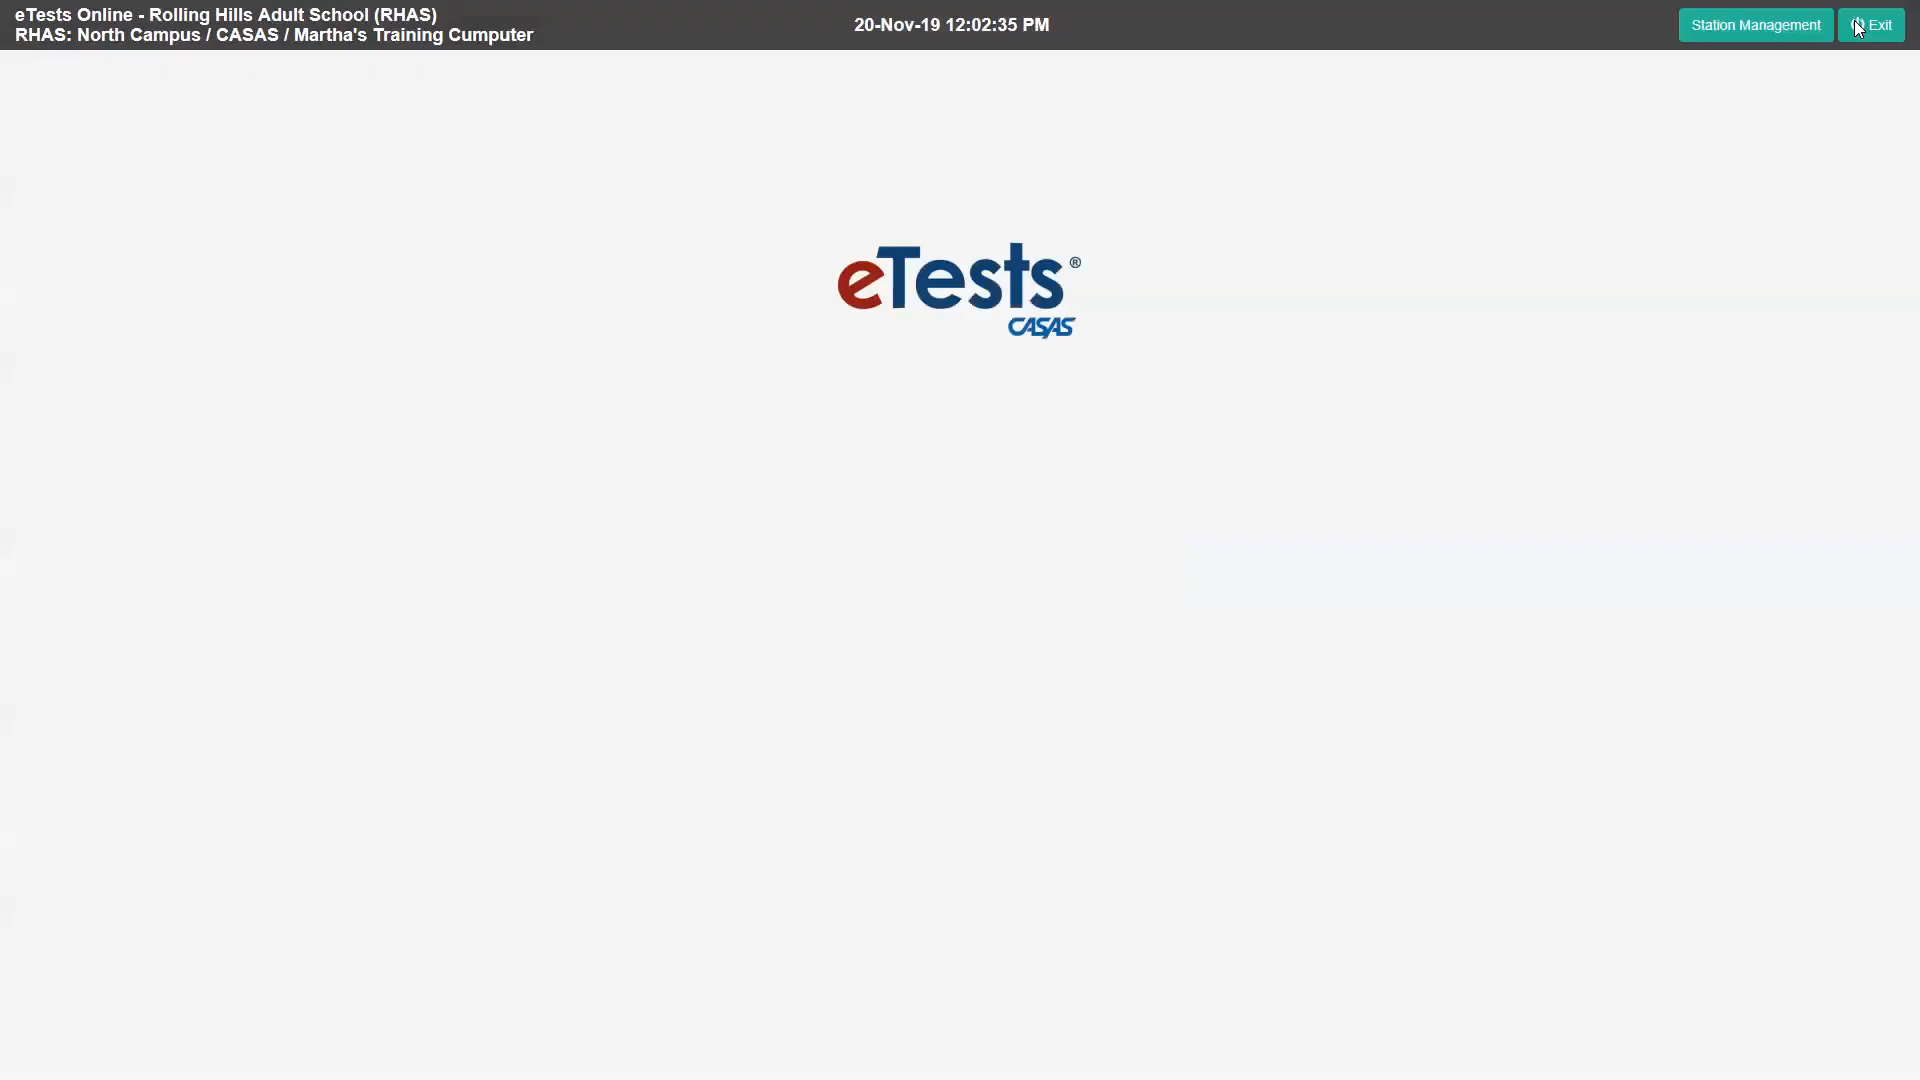 eTests Online - Rolling Hills Adult School (RHAS)
RHAS: North Campus / CASAS / Martha's Training Cumputer
20-Nov-19 12:02:35 PM
Station Management
Exit
eTests®
CASAS